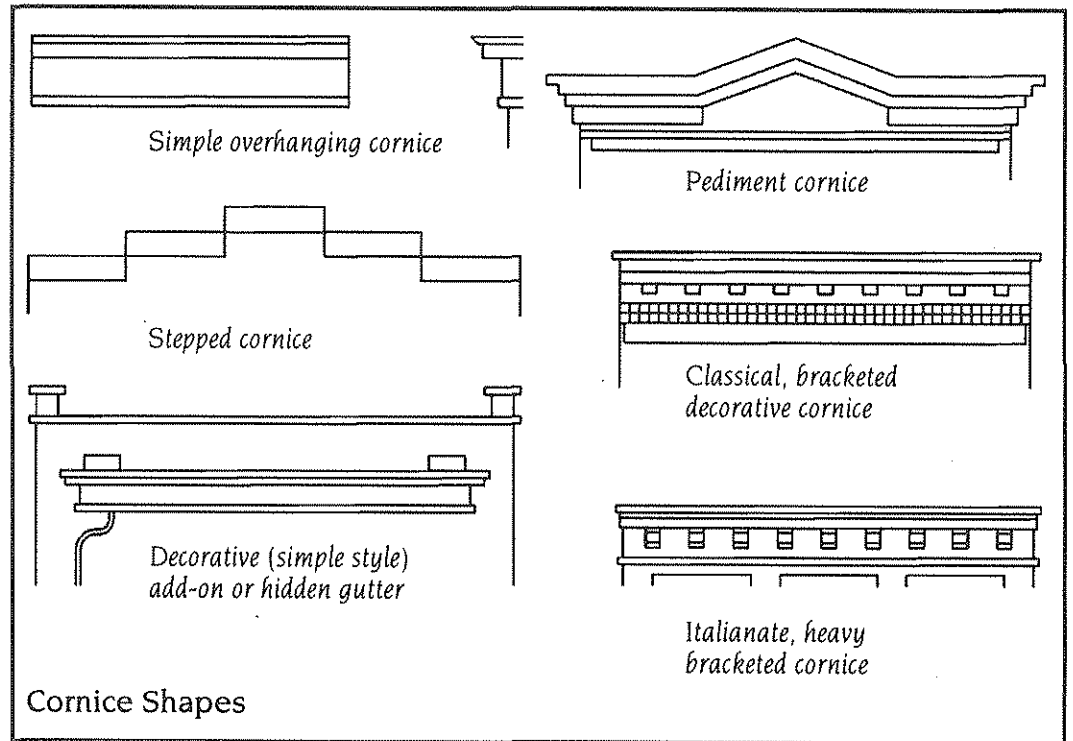 Simple overhanging cornice
Pediment cornice
Stepped cornice
Classical, bracketed
decorative cornice
Decorative (simple style)
add-on or hidden gutter
Italianate, heavy
bracketed cornice
Cornice Shapes